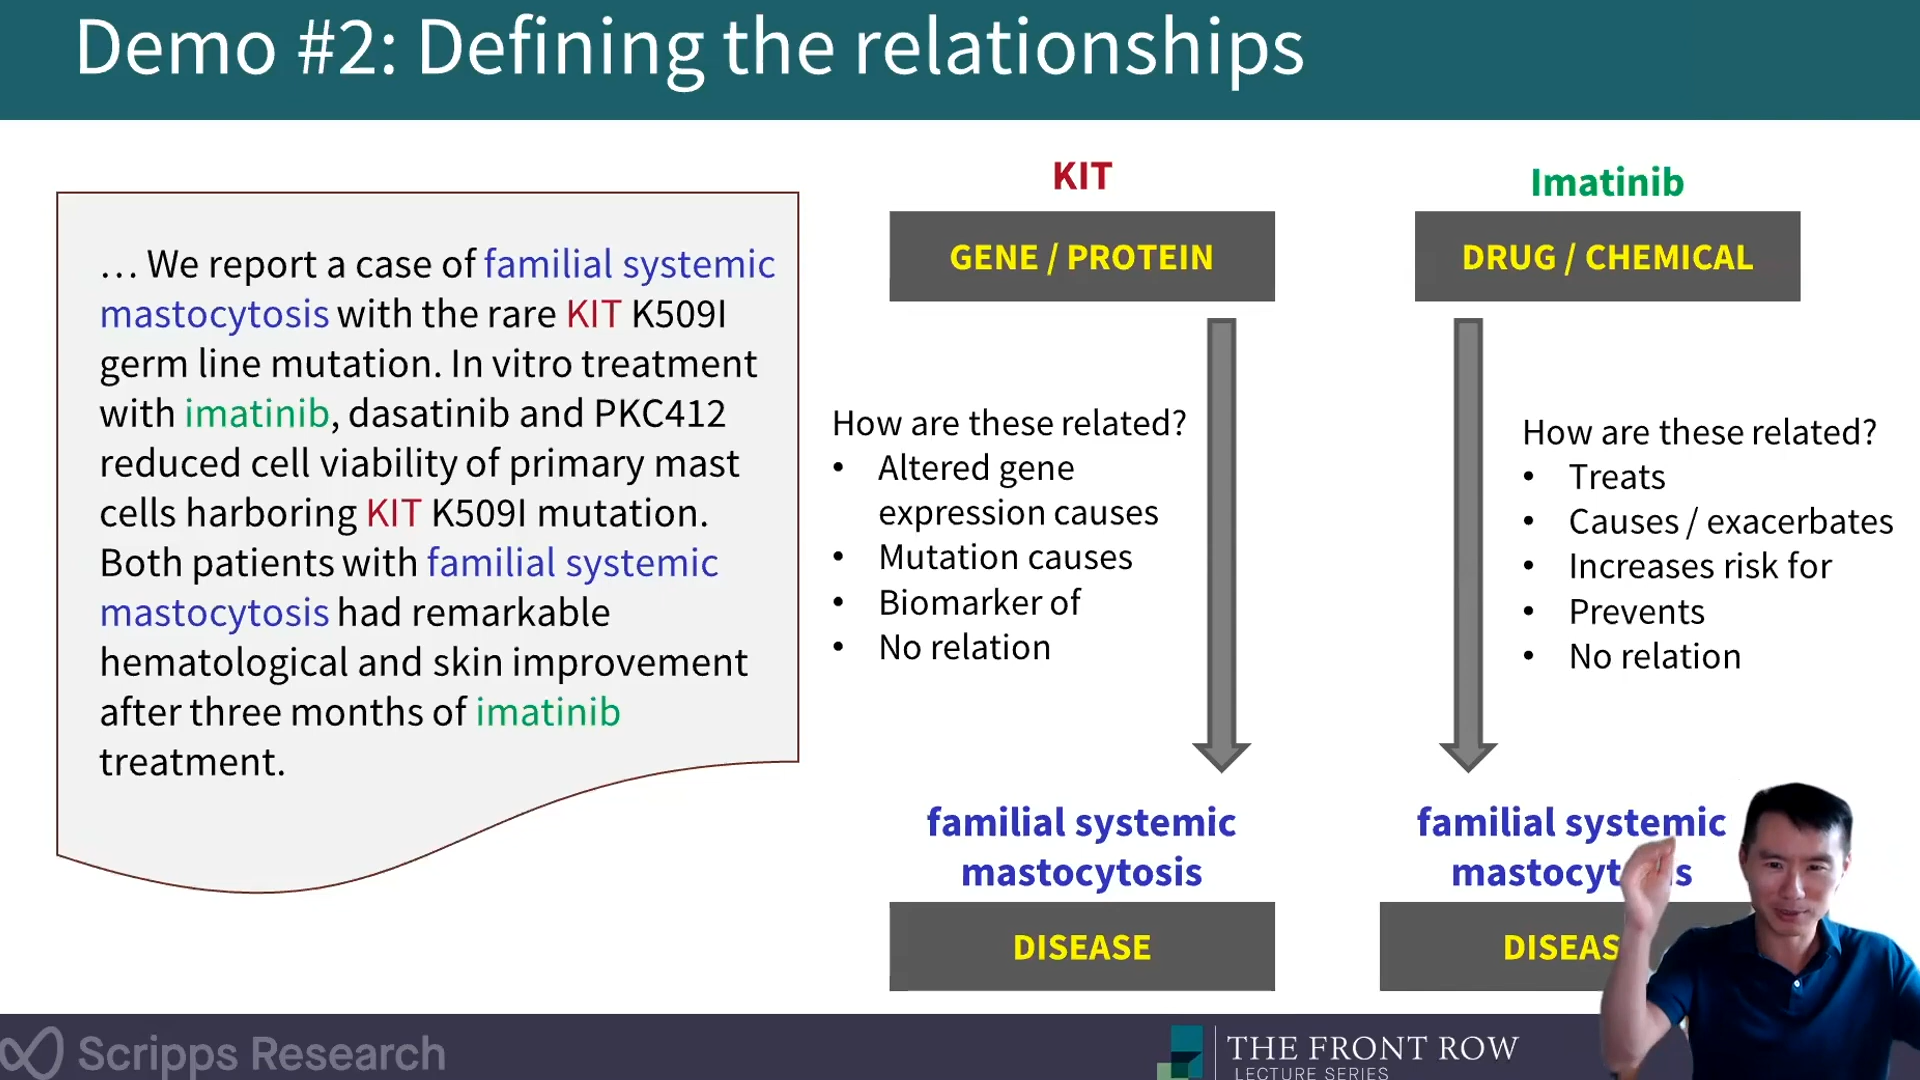 Demo #2: Defining the relationships
… We report a case of familial systemic
mastocytosis with the rare KIT K509I
germ line mutation. In vitro treatment
with imatinib, dasatinib and PKC412
reduced cell viability of primary mast
cells harboring KIT K509I mutation.
Both patients with familial systemic
mastocytosis had remarkable
hematological and skin improvement
after three months of imatinib
treatment.
KIT
GENE / PROTEIN
How are these related?
• Altered gene
expression causes
• Mutation causes
• Biomarker of
• No relation
familial systemic
mastocytosis
DISEASE
Imatinib
DRUG / CHEMICAL
How are these related?
• Treats
• Causes / exacerbates
• Increases risk for
• Prevents
• No relation
familial systemic
Scripps Research
THE FRONT ROW
LECTURE SERIES